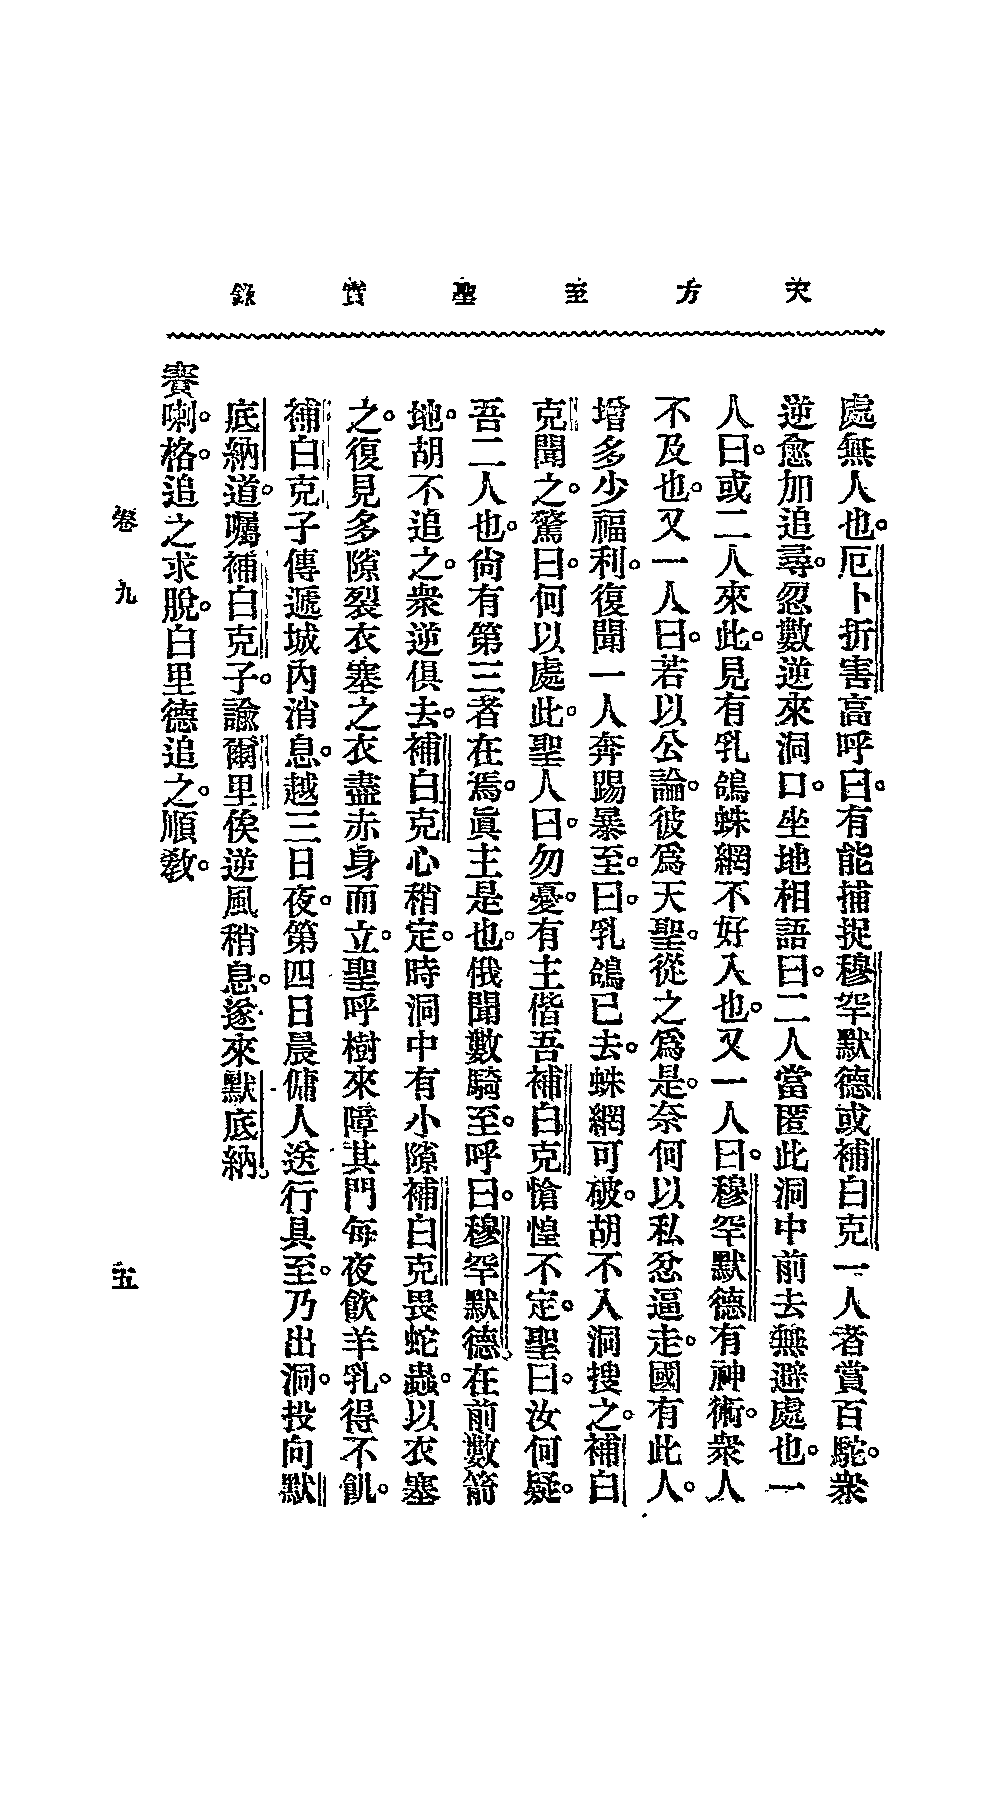 天方至聖實錄
處無人也。厄卜折害高呼曰。有能捕捉穆罕默德或補白克一人者賞百駝。衆
逆愈加追尋。忽數逆來洞口。坐地相語曰。二人當匿此洞中前去無避處也。一
人曰。或二人來此。見有乳鴿蛛網不好入也。又一人曰。穆罕默德有神術。衆人
不及也。又一人曰。若以公論。彼爲天聖。從之爲是。奈何以私忿逼走。國有此人。
增多少福利。復聞一人奔踢暴至。曰。乳鴿已去。蛛網可破。胡不入洞搜之。補白
克聞之。驚曰。何以處此。聖人曰。勿憂。有主偕吾補白克愴惶不定。聖曰。汝何疑。
吾二人也。尙有第三者在焉。眞主是也。俄聞數騎至。呼曰。穆罕默德在前數箭
地。胡不追之。衆逆俱去。補白克心稍定。時洞中有小隙補白克畏蛇蟲。以衣塞
之。復見多隙裂衣塞之衣盡赤身而立。聖呼樹來障其門每夜飮羊乳。得不飢。
補白克子傳遞城內消息。越三日夜。第四日晨傭人送行具至。乃出洞。投向默
底納道。囑補白克子。諭爾里俟逆風稍息。遂來默底納。
賽喇。格。追之求脫。白里德追之。順敎。
卷九
五